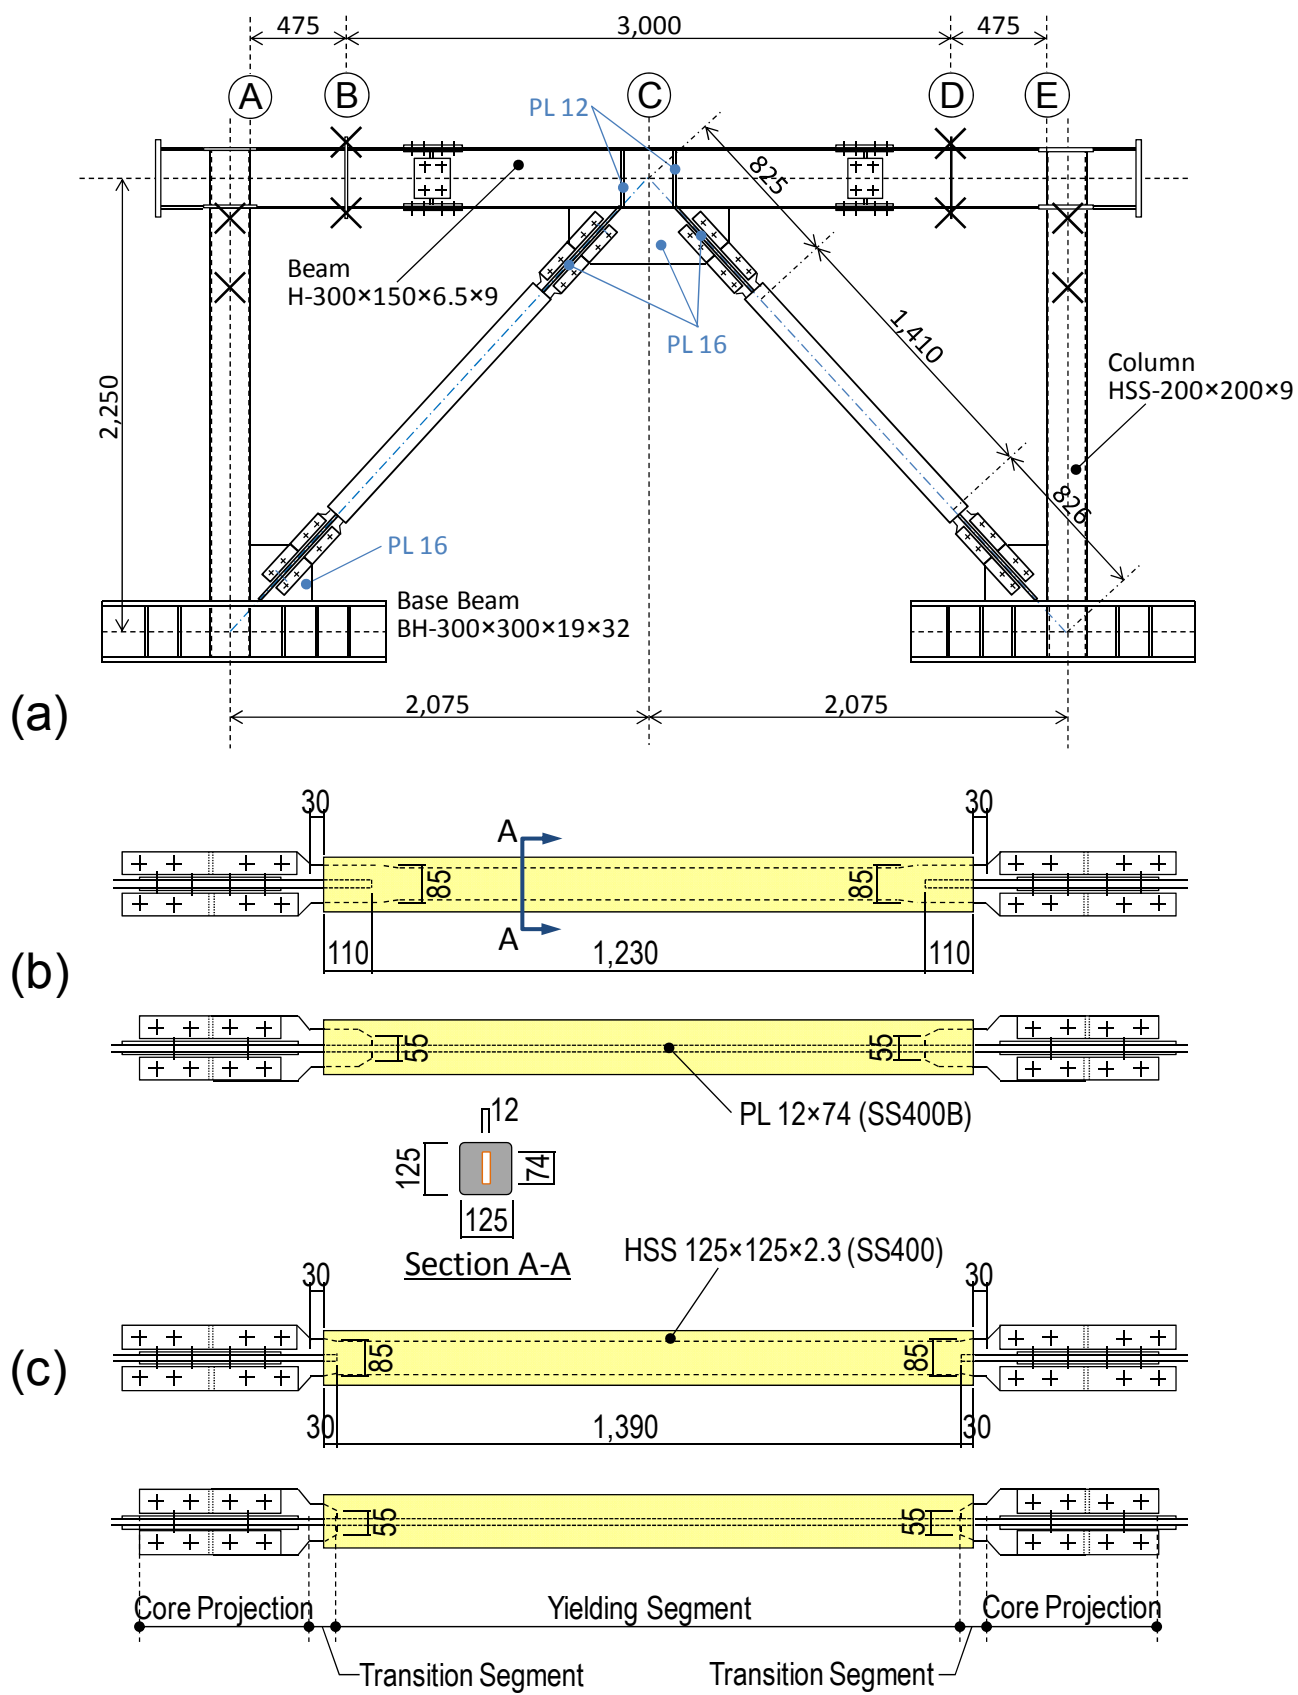 475
3,000
475
A
B
C
D
E
PL 12
825
Beam
H-300×150×6.5×9
PL 16
1,410
Column
HSS-200×200×9
2,250
826
PL 16
Base Beam
BH-300×300×19×32
2,075
2,075
(a)
30
30
A
85
85
A
110
1,230
110
(b)
55
55
PL 12×74 (SS400B)
12
125
74
125
Section A-A
HSS 125×125×2.3 (SS400)
30
30
85
85
(c)
30
1,390
30
55
55
Core Projection
Yielding Segment
Core Projection
Transition Segment
Transition Segment